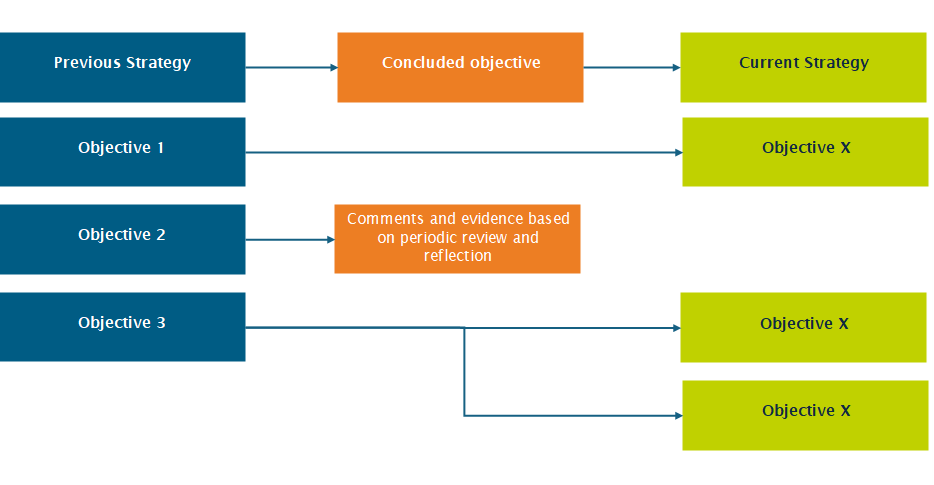 Previous Strategy
Concluded objective
Current Strategy
Objective 1
Objective X
Objective 2
Comments and evidence based
on periodic review and
reflection
Objective 3
Objective X
Objective X